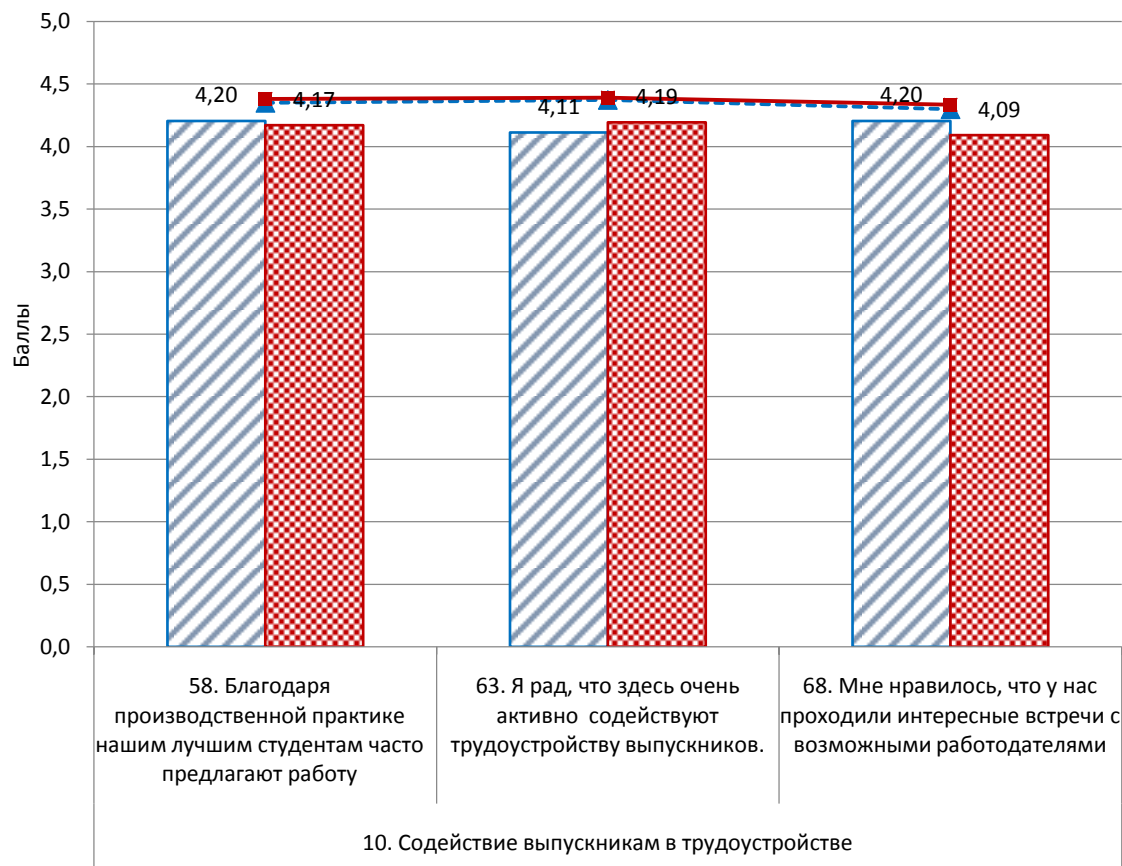 5,0
4,5
4,0
3,5
3,0
2,5
2,0
1,5
1,0
0,5
0,0
Баллы
4,20
4,17
4,11
4,19
4,20
4,09
58. Благодаря
производственной практике
нашим лучшим студентам часто
предлагают работу
63. Я рад, что здесь очень
активно содействуют
трудоустройству выпускников.
68. Мне нравилось, что у нас
проходили интересные встречи с
возможными работодателями
10. Содействие выпускникам в трудоустройстве